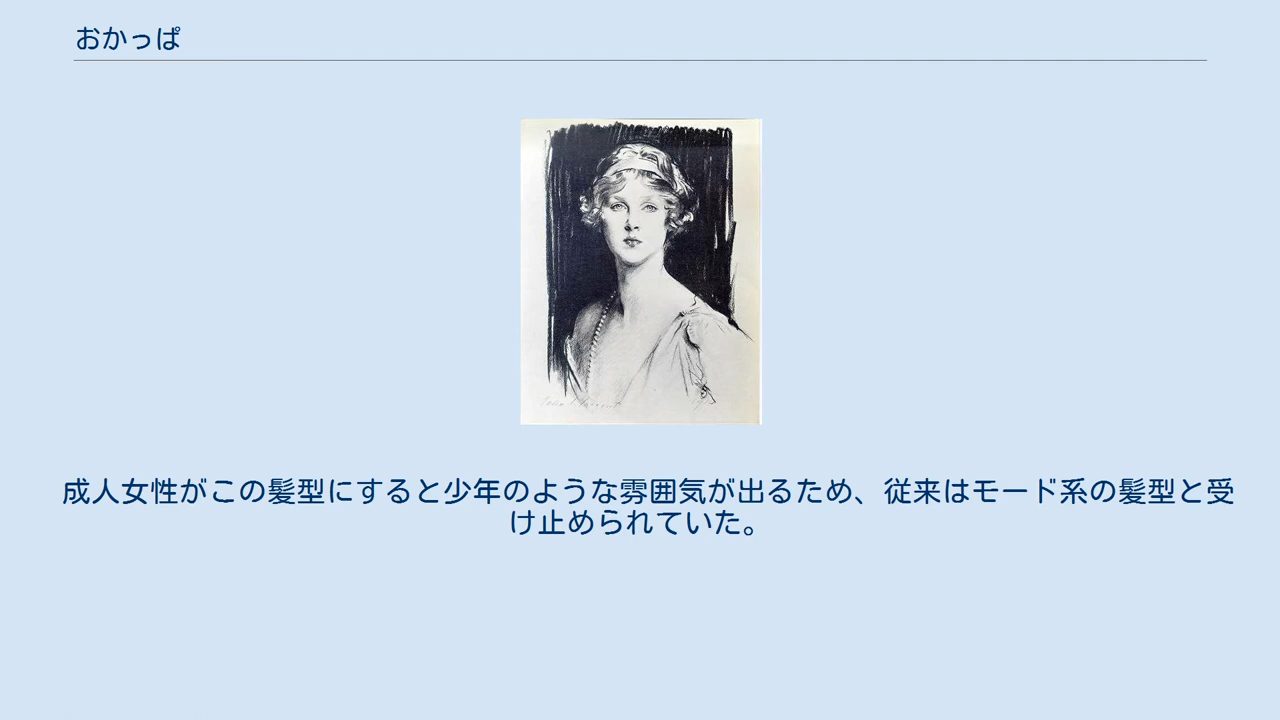 おかっぱ
成人女性がこの髪型にすると少年のような雰囲気が出るため、従来はモード系の髪型と受
け止められていた。